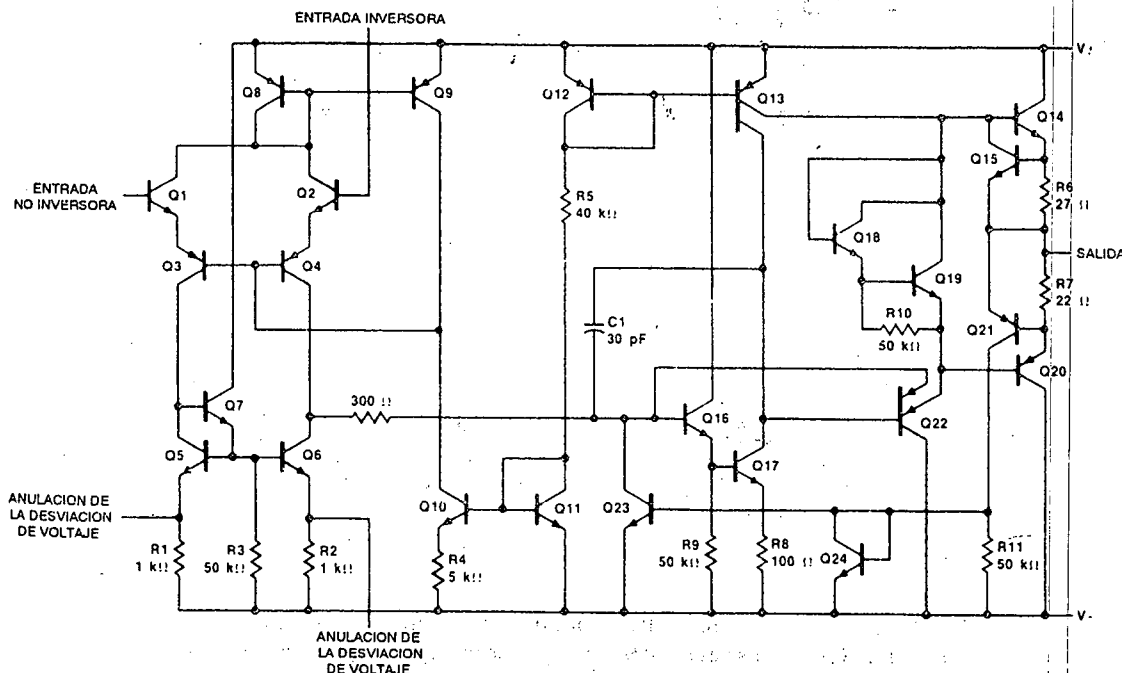 ENTRADA INVERSORA
V+
Q8
Q9
Q12
Q13
Q14
Q15
ENTRADA
NO INVERSORA
Q1
Q2
R5
40 kΩ
R6
27 Ω
Q18
SALIDA
Q3
Q4
Q19
R7
22 Ω
C1
30 pF
R10
50 kΩ
Q21
Q20
Q7
300 Ω
Q16
Q22
Q5
Q6
Q17
ANULACION DE
LA DESVIACION
DE VOLTAJE
Q10
Q11
Q23
R1
1 kΩ
R3
50 kΩ
R2
1 kΩ
R4
5 kΩ
R9
50 kΩ
R8
100 Ω
Q24
R11
50 kΩ
V-
ANULACION DE
LA DESVIACION
DE VOLTAJE